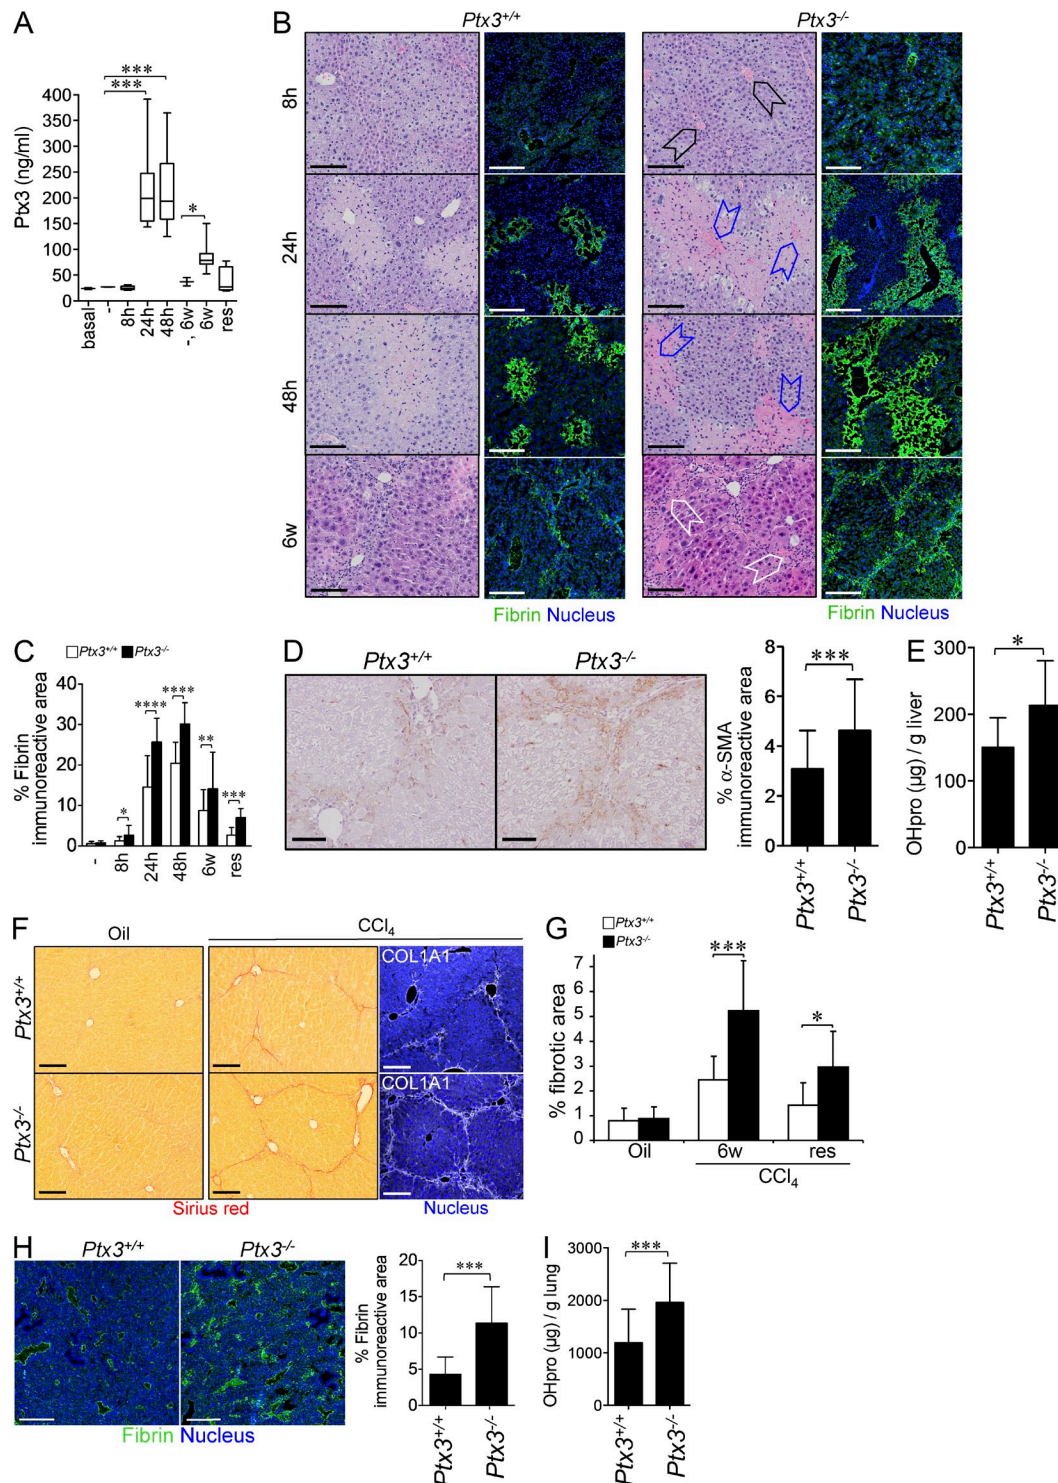 A
***
***
400
350
300
250
200
150
100
50
0
Ptx3 (ng/ml)
basal
-
8h
24h
48h
-, 6w
6w
res
*
B
Ptx3+/+
Ptx3-/-
8h
24h
48h
6w
Fibrin Nucleus
Fibrin Nucleus
C
Ptx3+/+ Ptx3-/-
% Fibrin
immunoreactive area
40
30
20
10
0
*
****
****
**
***
-
8h
24h
48h
6w
res
D
Ptx3+/+
Ptx3-/-
% α-SMA
immunoreactive area
8
6
4
2
0
***
Ptx3+/+
Ptx3-/-
E
OHpro (µg) / g liver
300
200
100
0
*
Ptx3+/+
Ptx3-/-
F
Oil
CCl4
Ptx3+/+
Ptx3-/-
COL1A1
COL1A1
Sirius red
Nucleus
G
Ptx3+/+
Ptx3-/-
% fibrotic area
7
6
5
4
3
2
1
0
***
*
Oil
6w
res
CCl4
H
Ptx3+/+
Ptx3-/-
Fibrin Nucleus
% Fibrin
immunoreactive area
20
15
10
5
0
***
Ptx3+/+
Ptx3-/-
I
OHpro (µg) / g lung
3000
2000
1000
0
***
Ptx3+/+
Ptx3-/-